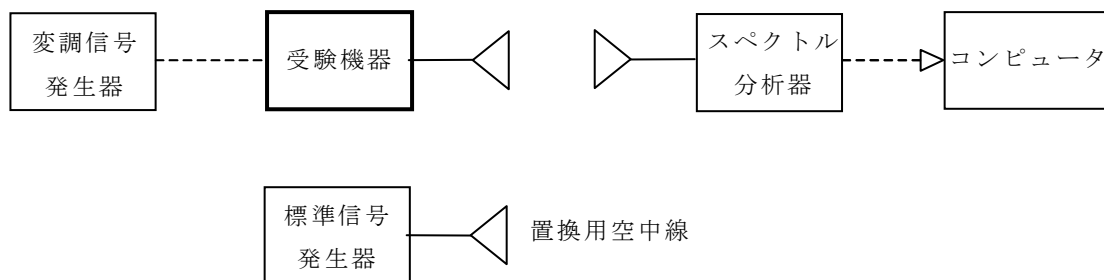 変調信号
発生器
受験機器
スペクトル
分析器
コンピュータ
標準信号
発生器
置換用空中線